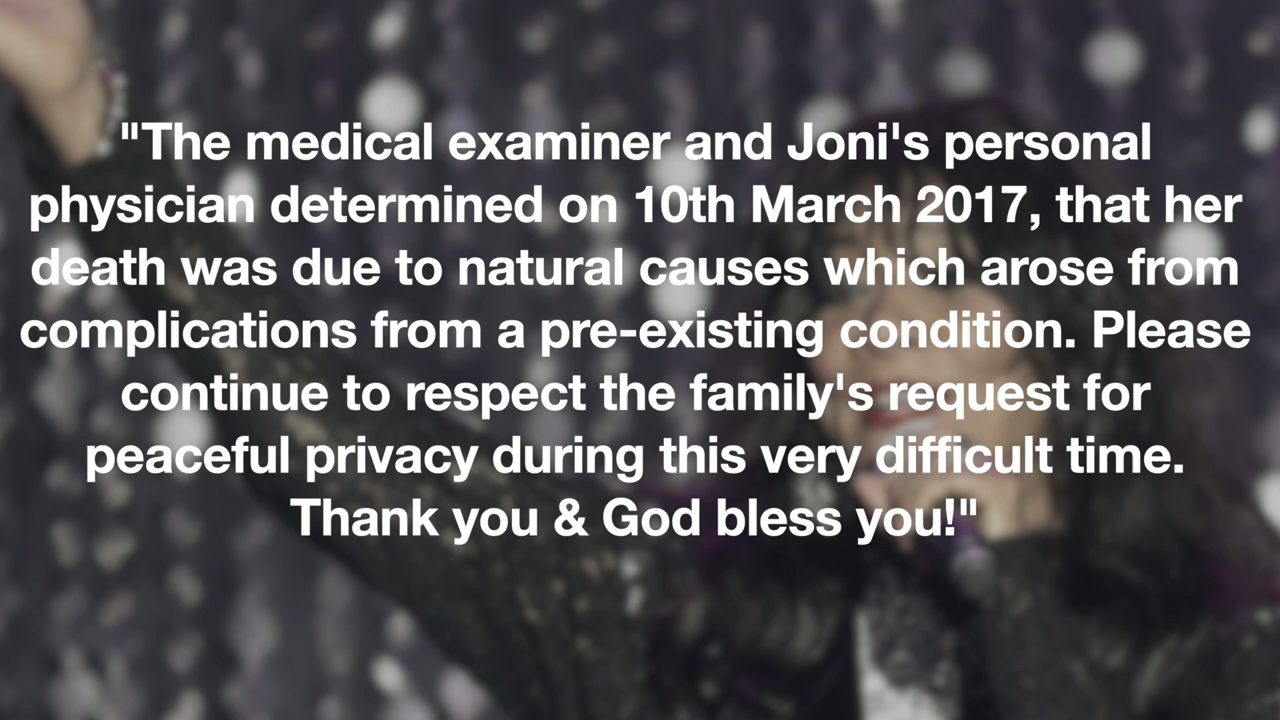 "The medical examiner and Joni's personal
physician determined on 10th March 2017, that her
death was due to natural causes which arose from
complications from a pre-existing condition. Please
continue to respect the family's request for
peaceful privacy during this very difficult time.
Thank you & God bless you!"